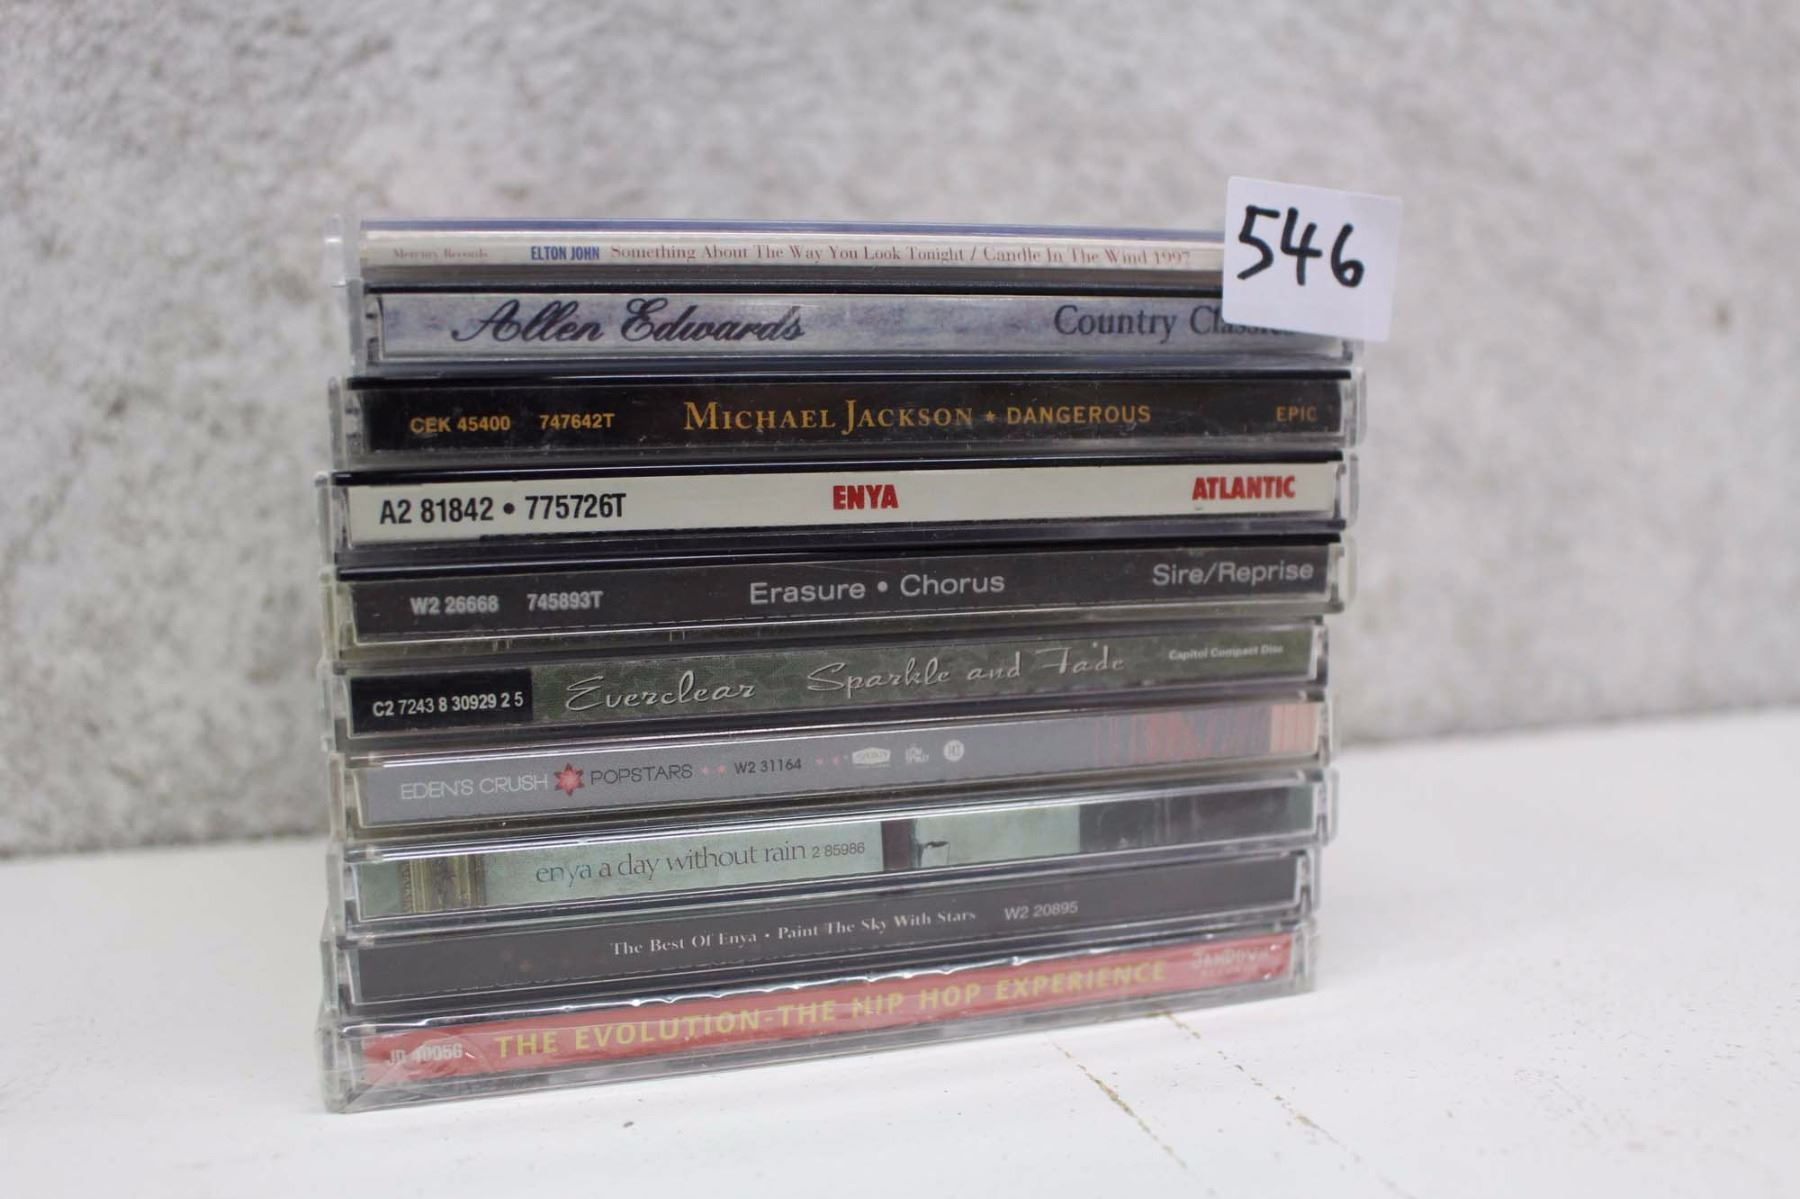 546
Mercury Records ELTON JOHN Something About The Way You Look Tonight / Candle In The Wind 1997
Allen Edwards Country Classics
CEK 45400 747642T MICHAEL JACKSON ★ DANGEROUS EPIC
A2 81842 • 775726T ENYA ATLANTIC
W2 26668 745893T Erasure • Chorus Sire/Reprise
C2 7243 8 30929 2 5 Everclear Sparkle and Fade Capitol Compact Disc
EDEN'S CRUSH POPSTARS W2 31164
enya a day without rain 2 85986
The Best Of Enya • Paint The Sky With Stars W2 20895
JD 40056 THE EVOLUTION-THE HIP HOP EXPERIENCE JAMDOWN